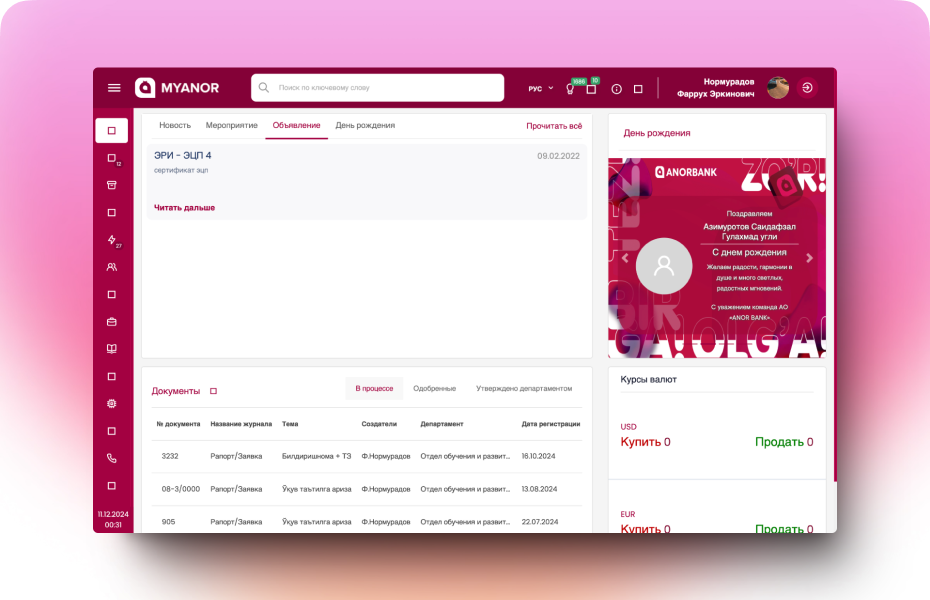 MYANOR
Поиск по ключевому слову
РУС
1686
10
Нормурадов
Фаррух Эркинович
Новость
Мероприятие
Объявление
День рождения
Прочитать всё
ЭРИ - ЭЦП 4
09.02.2022
сертификат эцп
Читать дальше
День рождения
ANORBANK
ZO'R!
Поздравляем
Азимуротов Саидафзал
Гулахмад угли
С днем рождения
Желаем радости, гармонии в
душе и много светлых,
радостных мгновений.
С уважением команда АО
«ANOR BANK»
BIR
GA! OLG'A!
12
27
11.12.2024
00:31
Документы
В процессе
Одобренные
Утверждено департаментом
№ документа Название журнала Тема Создатели Департамент Дата регистрации
3232 Рапорт/Заявка Билдиришнома + ТЗ Ф.Нормурадов Отдел обучения и развит... 16.10.2024
08-3/0000 Рапорт/Заявка Ўқув таътилга ариза Ф.Нормурадов Отдел обучения и развит... 13.08.2024
905 Рапорт/Заявка Ўқув таътилга ариза Ф.Нормурадов Отдел обучения и развит... 22.07.2024
Курсы валют
USD
Купить 0 Продать 0
EUR
Купить 0 Продать 0